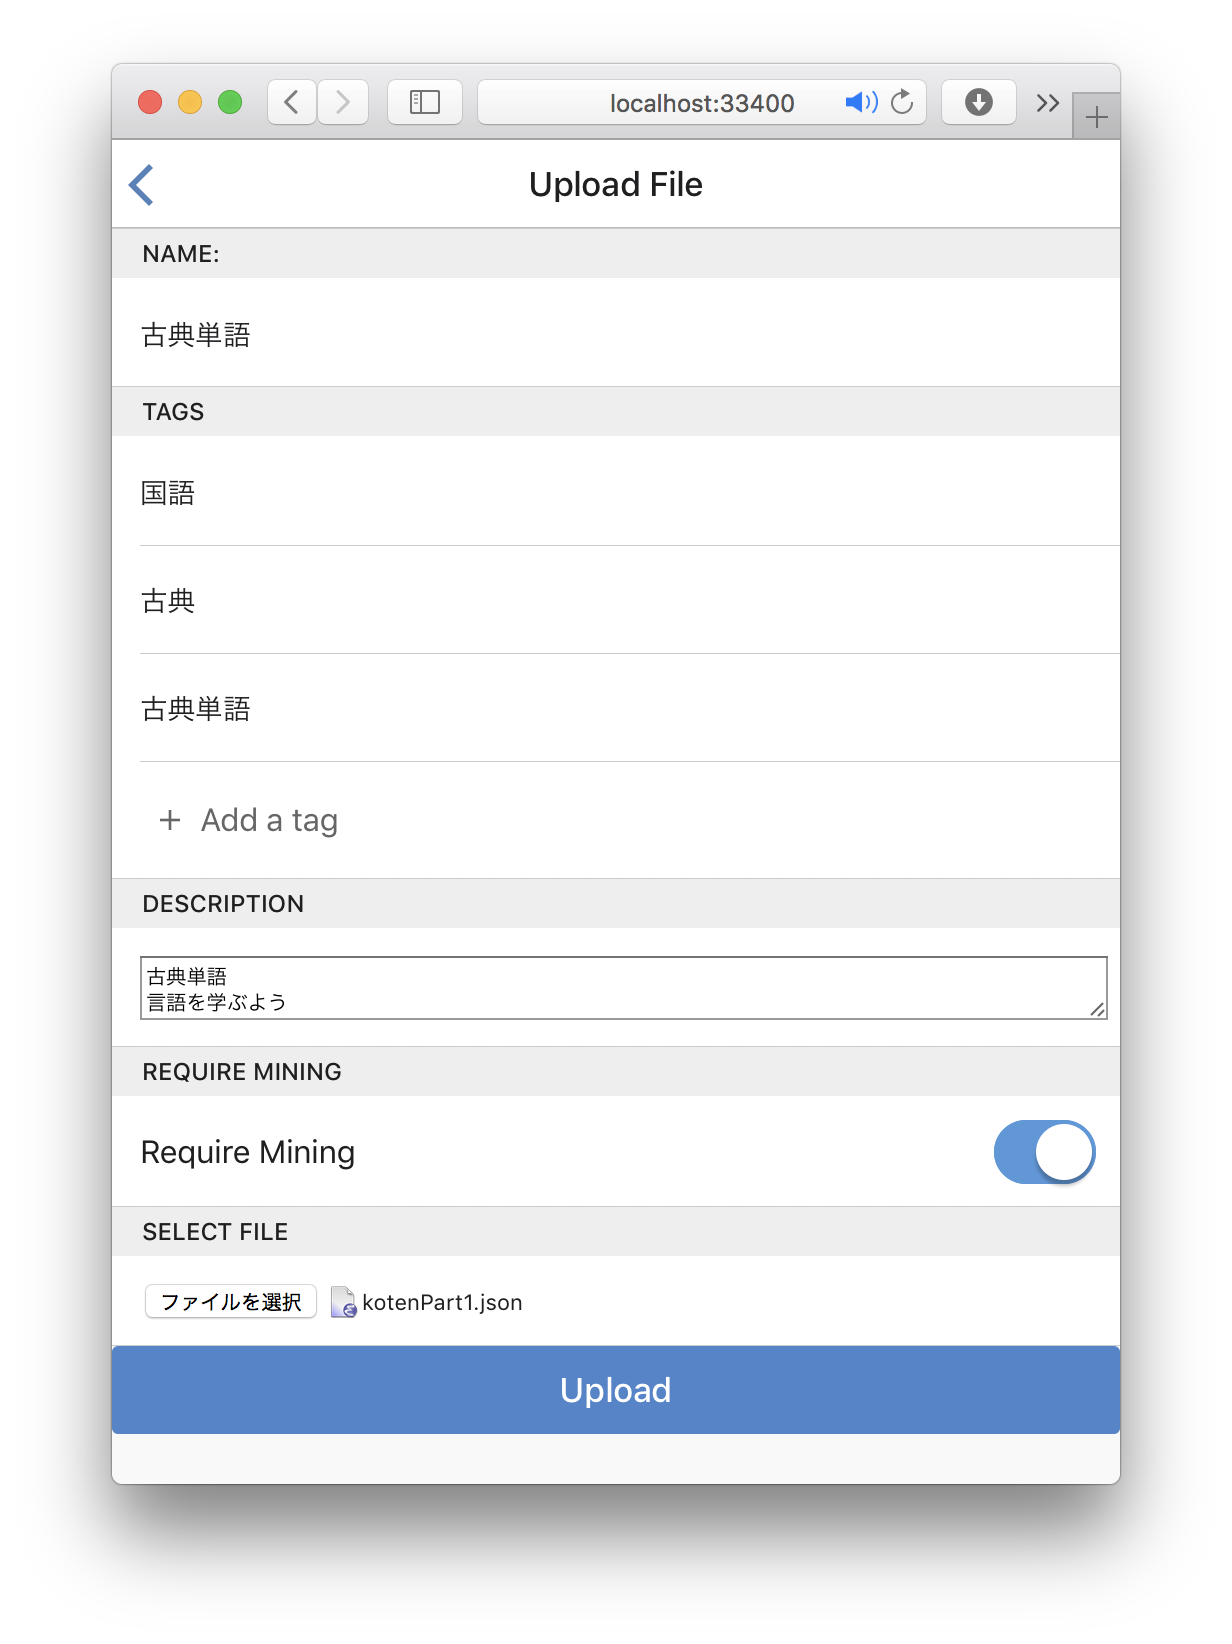 localhost:33400
Upload File
NAME:
古典単語
TAGS
国語
古典
古典単語
+ Add a tag
DESCRIPTION
古典単語
言語を学ぶよう
REQUIRE MINING
Require Mining
SELECT FILE
ファイルを選択 kotenPart1.json
Upload